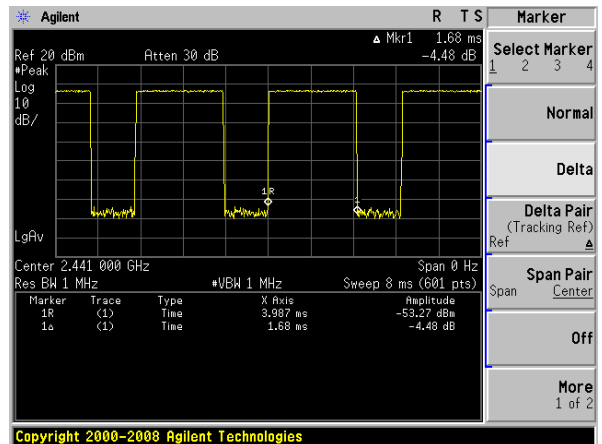 Agilent R T S
Marker
Δ Mkr1 1.68 ms
Ref 20 dBm Atten 30 dB -4.48 dB
#Peak
Log
10
dB/
1R
1
LgAv
Center 2.441 000 GHz Span 0 Hz
Res BW 1 MHz #VBW 1 MHz Sweep 8 ms (601 pts)
Marker Trace Type X Axis Amplitude
1R (1) Time 3.987 ms -53.27 dBm
1Δ (1) Time 1.68 ms -4.48 dB
Select Marker
1 2 3 4
Normal
Delta
Delta Pair
(Tracking Ref)
Ref Δ
Span Pair
Span Center
Off
More
1 of 2
Copyright 2000-2008 Agilent Technologies